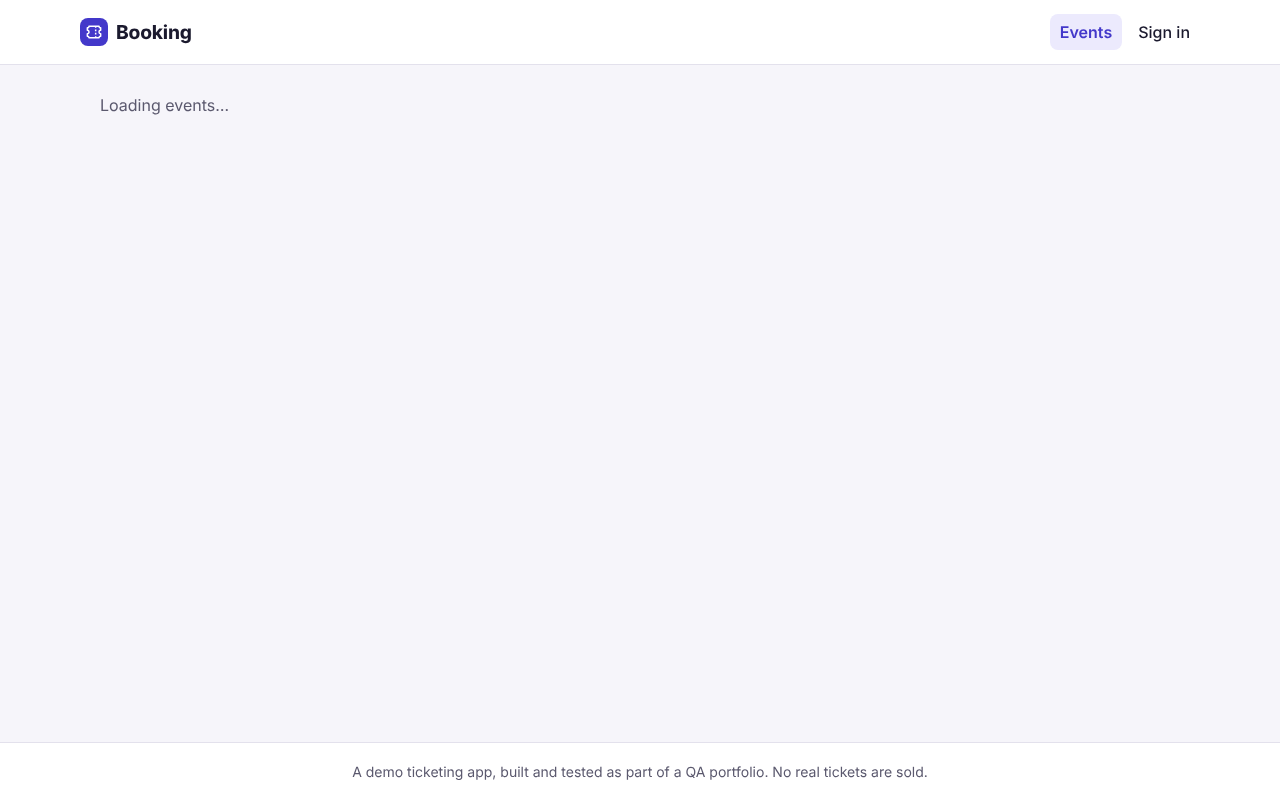 Booking
Events
Sign in
Loading events...
A demo ticketing app, built and tested as part of a QA portfolio. No real tickets are sold.